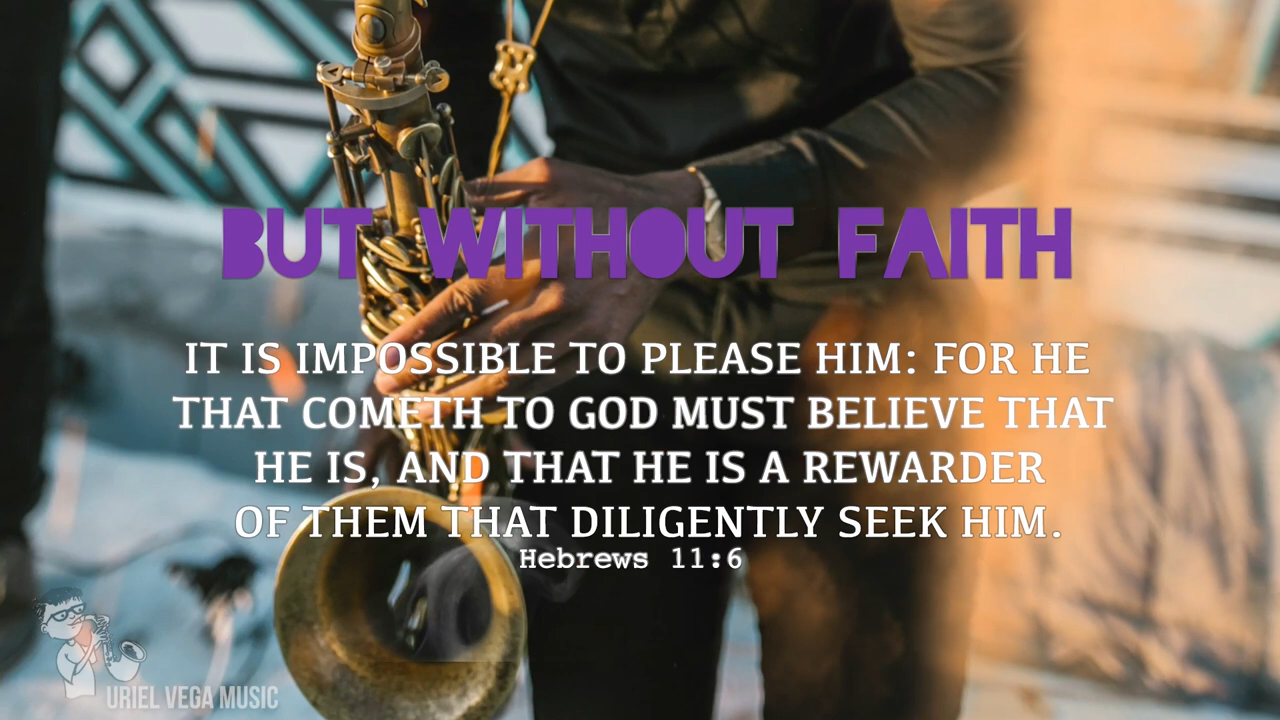 BUT WITHOUT FAITH
IT IS IMPOSSIBLE TO PLEASE HIM: FOR HE
THAT COMETH TO GOD MUST BELIEVE THAT
HE IS, AND THAT HE IS A REWARDER
OF THEM THAT DILIGENTLY SEEK HIM.
Hebrews 11:6
URIEL VEGA MUSIC